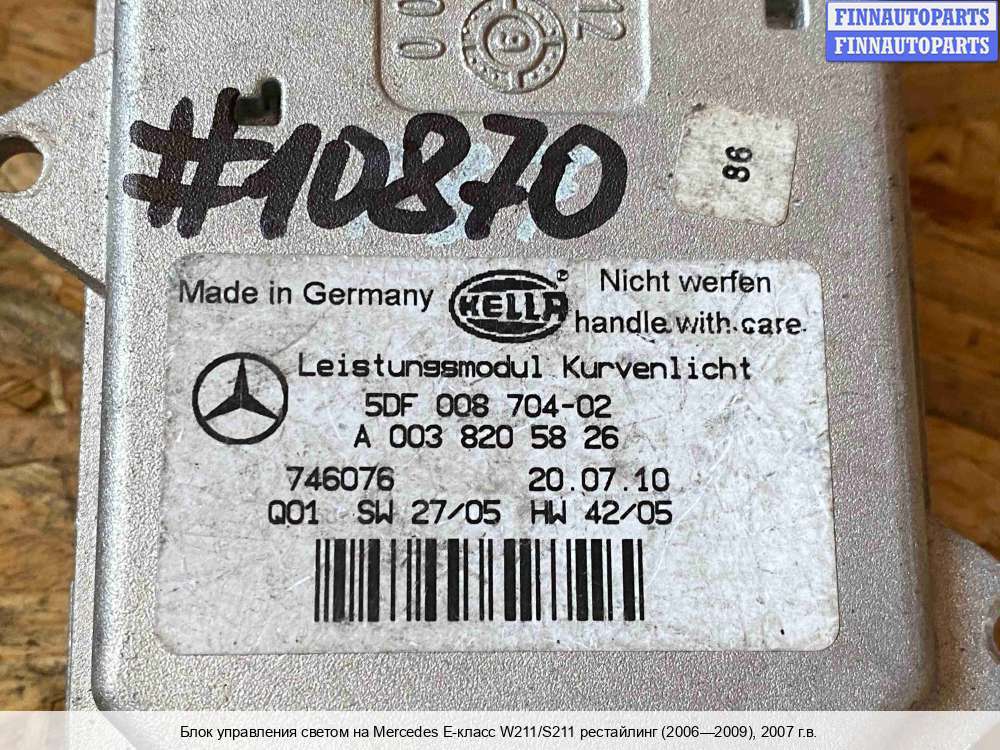 FINNAUTOPARTS
FINNAUTOPARTS
12
00
#10870
86
Made in Germany
HELLA
®
Nicht werfen
handle with care.
Leistungsmodul Kurvenlicht
5DF 008 704-02
A 003 820 58 26
746076
20.07.10
Q01 SW 27/05 HW 42/05
Блок управления светом на Mercedes E-класс W211/S211 рестайлинг (2006—2009), 2007 г.в.